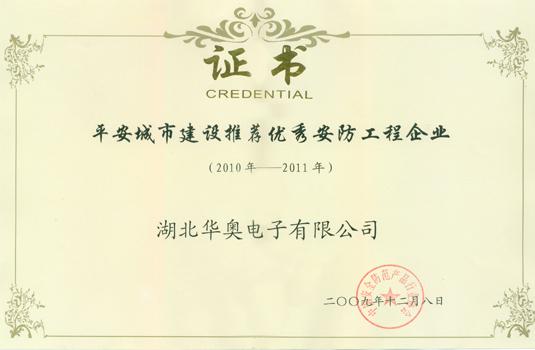 证书
CREDENTIAL
平安城市建设推荐优秀安防工程企业
(2010年——2011年)
湖北华奥电子有限公司
二〇〇九年十二月八日